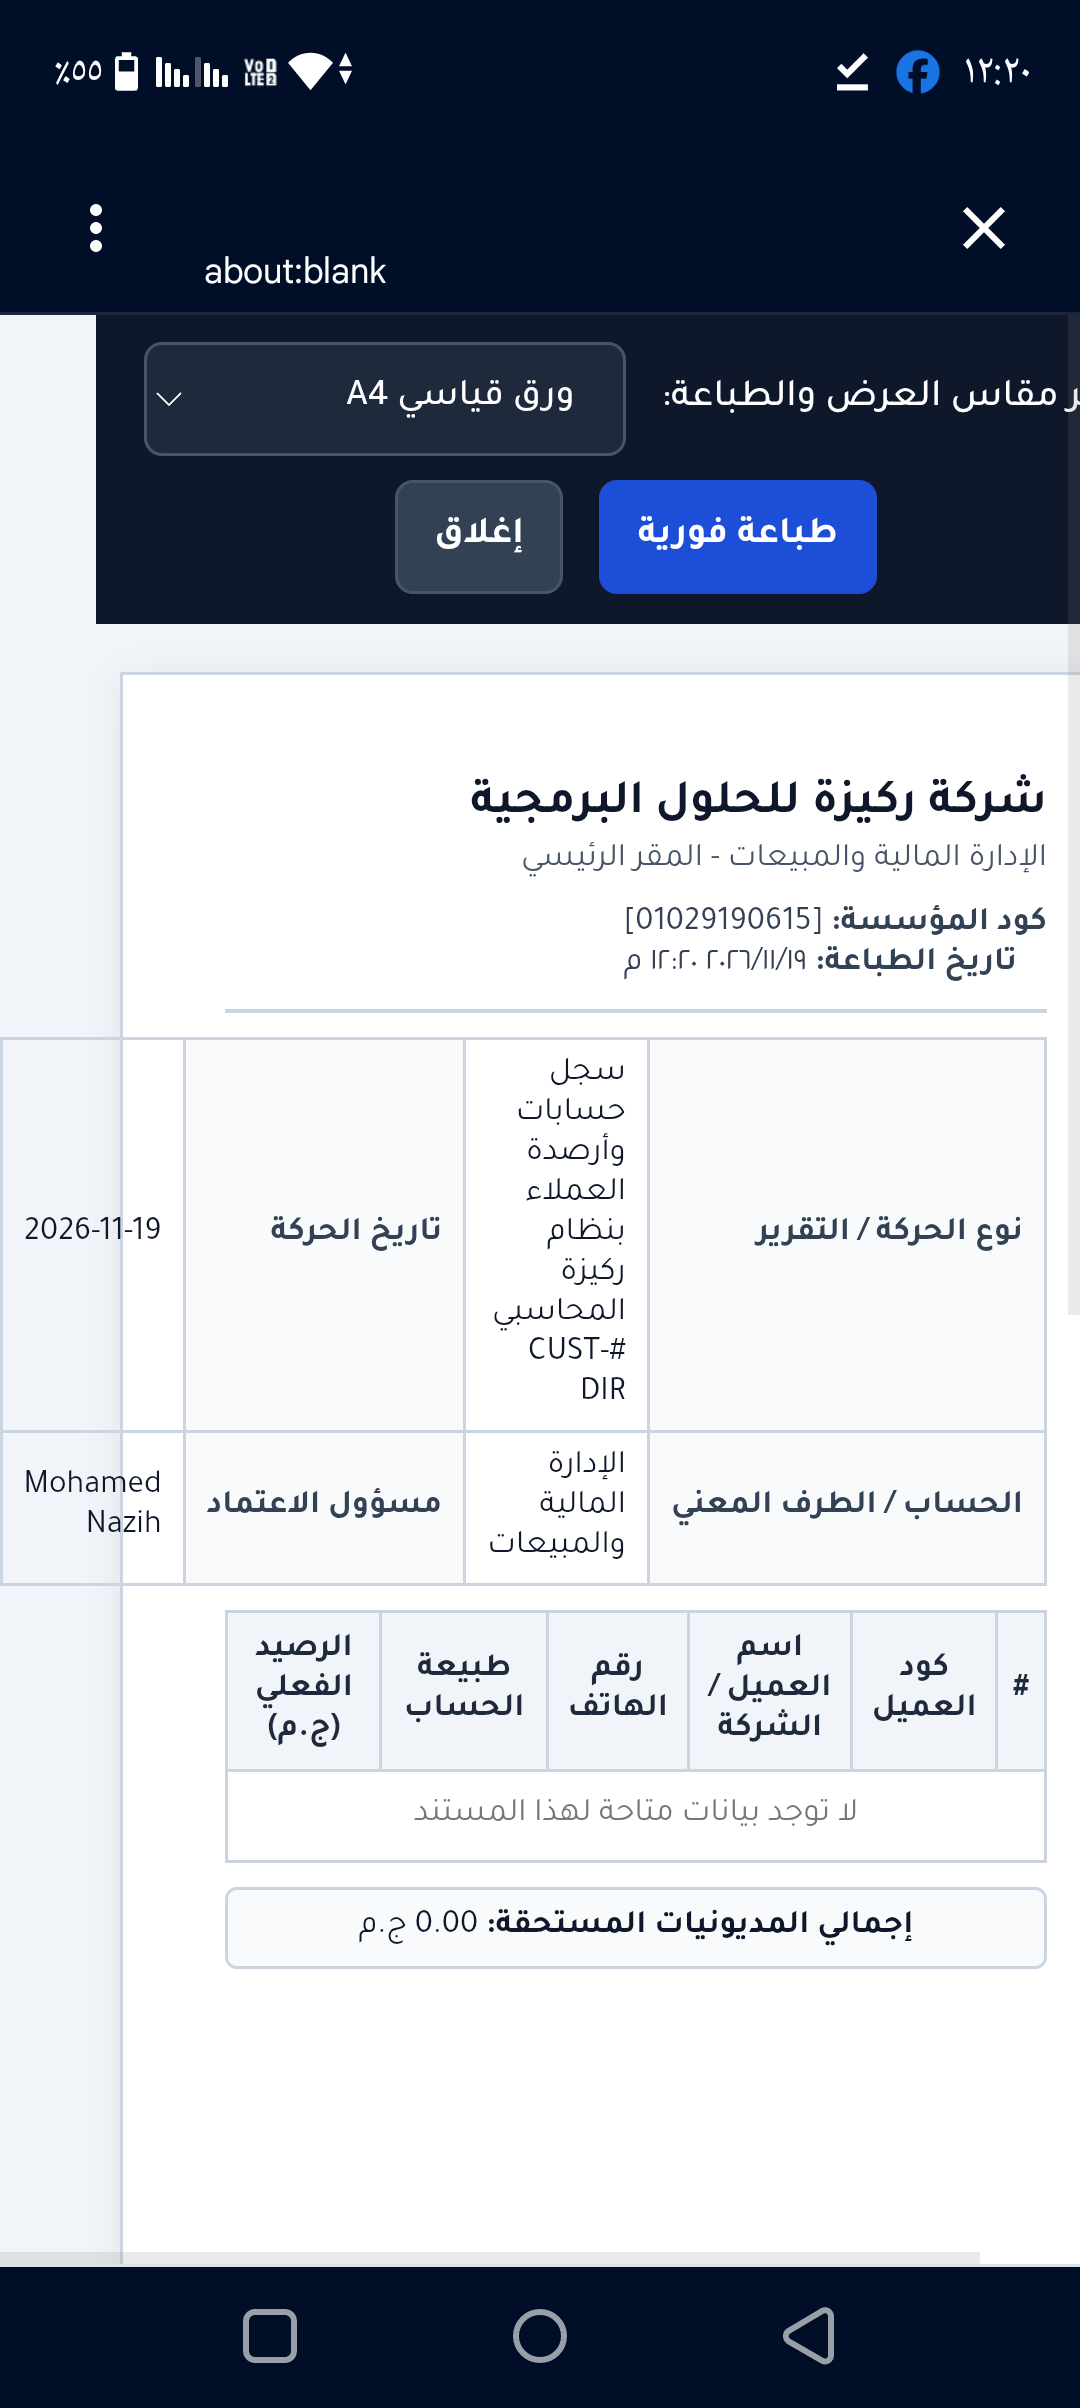 ١٢:٢٠
٪٥٥
about:blank
ر مقاس العرض والطباعة:
ورق قياسي A4
طباعة فورية
إغلاق
شركة ركيزة للحلول البرمجية
الإدارة المالية والمبيعات - المقر الرئيسي
كود المؤسسة: [01029190615]
تاريخ الطباعة: ١٩‏/١١‏/٢٠٢٦ ١٢:٢٠ م
نوع الحركة / التقرير
سجل
حسابات
وأرصدة
العملاء
بنظام
ركيزة
المحاسبي
#CUST-
DIR
تاريخ الحركة
2026-11-19
الحساب / الطرف المعني
الإدارة
المالية
والمبيعات
مسؤول الاعتماد
Mohamed
Nazih
#
كود
العميل
اسم
العميل /
الشركة
رقم
الهاتف
طبيعة
الحساب
الرصيد
الفعلي
(ج.م)
لا توجد بيانات متاحة لهذا المستند
إجمالي المديونيات المستحقة: 0.00 ج.م